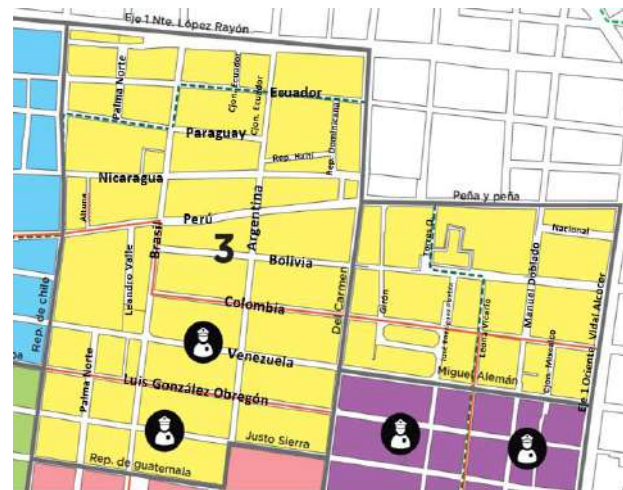 Eje 1 Nte. López Rayón
Palma Norte
Cjon. Ecuador
Cjon. Ecuador
Ecuador
Rep. Dominicana
Paraguay
Rep. Haití
Nicaragua
Altuna
Argentina
Perú
Peña y peña
Nacional
Brasil
3
Torres Q.
Bolivia
Leandro Valle
Manuel Doblado
Rep. de chile
Colombia
Del Carmen
Girón
Leona Vicario
Eje 1 Oriente, Vidal Alcocer
Venezuela
Cjon. Mixcalco
Miguel Alemán
Palma Norte
Luis González Obregón
Justo Sierra
Rep. de guatemala